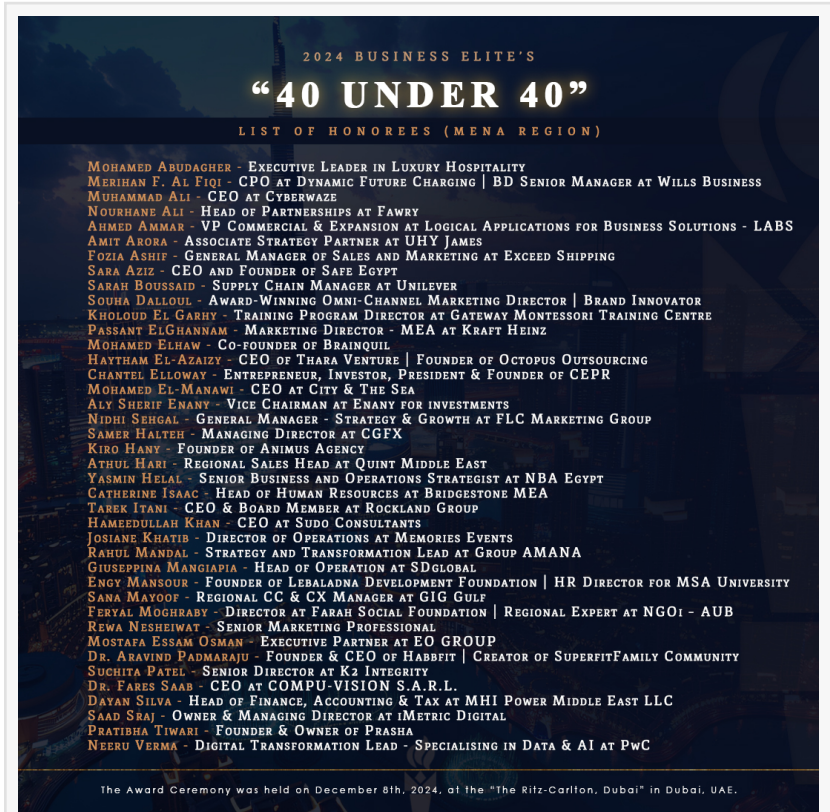 2024 BUSINESS ELITE'S
“40 UNDER 40”
LIST OF HONOREES (MENA REGION)
Mohamed Abudagher - Executive Leader in Luxury Hospitality
Merihan F. Al Fiqi - CPO at Dynamic Future Charging | BD Senior Manager at Wills Business
Muhammad Ali - CEO at Cyberwaze
Nourhane Ali - Head of Partnerships at Fawry
Ahmed Ammar - VP Commercial & Expansion at Logical Applications for Business Solutions - LABS
Amit Arora - Associate Strategy Partner at UHY James
Fozia Ashif - General Manager of Sales and Marketing at Exceed Shipping
Sara Aziz - CEO and Founder of Safe Egypt
Sarah Boussaid - Supply Chain Manager at Unilever
Souha Dalloul - Award-Winning Omni-Channel Marketing Director | Brand Innovator
Kholoud El Garhy - Training Program Director at Gateway Montessori Training Centre
Passant ElGhannam - Marketing Director - MEA at Kraft Heinz
Mohamed Elhaw - Co-founder of Brainquil
Haytham El-Azaizy - CEO of Thara Venture | Founder of Octopus Outsourcing
Chantel Elloway - Entrepreneur, Investor, President & Founder of CEPR
Mohamed El-Manawi - CEO at City & The Sea
Aly Sherif Enany - Vice Chairman at Enany for investments
Nidhi Sehgal - General Manager - Strategy & Growth at FLC Marketing Group
Samer Halteh - Managing Director at CGFX
Kiro Hany - Founder of Animus Agency
Athul Hari - Regional Sales Head at Quint Middle East
Yasmin Helal - Senior Business and Operations Strategist at NBA Egypt
Catherine Isaac - Head of Human Resources at Bridgestone MEA
Tarek Itani - CEO & Board Member at Rockland Group
Hameedullah Khan - CEO at Sudo Consultants
Josiane Khatib - Director of Operations at Memories Events
Rahul Mandal - Strategy and Transformation Lead at Group AMANA
Giuseppina Mangiapia - Head of Operation at SDglobal
Engy Mansour - Founder of Lebaladna Development Foundation | HR Director for MSA University
Sana Mayoof - Regional CC & CX Manager at GIG Gulf
Feryal Moghraby - Director at Farah Social Foundation | Regional Expert at NGOi - AUB
Rewa Nesheiwat - Senior Marketing Professional
Mostafa Essam Osman - Executive Partner at EO GROUP
Dr. Aravind Padmaraju - Founder & CEO of Habbfit | Creator of SuperfitFamily Community
Suchita Patel - Senior Director at K2 Integrity
Dr. Fares Saab - CEO at COMPU-VISION S.A.R.L.
Dayan Silva - Head of Finance, Accounting & Tax at MHI Power Middle East LLC
Saad Sraj - Owner & Managing Director at iMetric Digital
Pratibha Tiwari - Founder & Owner of Prasha
Neeru Verma - Digital Transformation Lead - Specialising in Data & AI at PwC
The Award Ceremony was held on December 8th, 2024, at the "The Ritz-Carlton, Dubai" in Dubai, UAE.